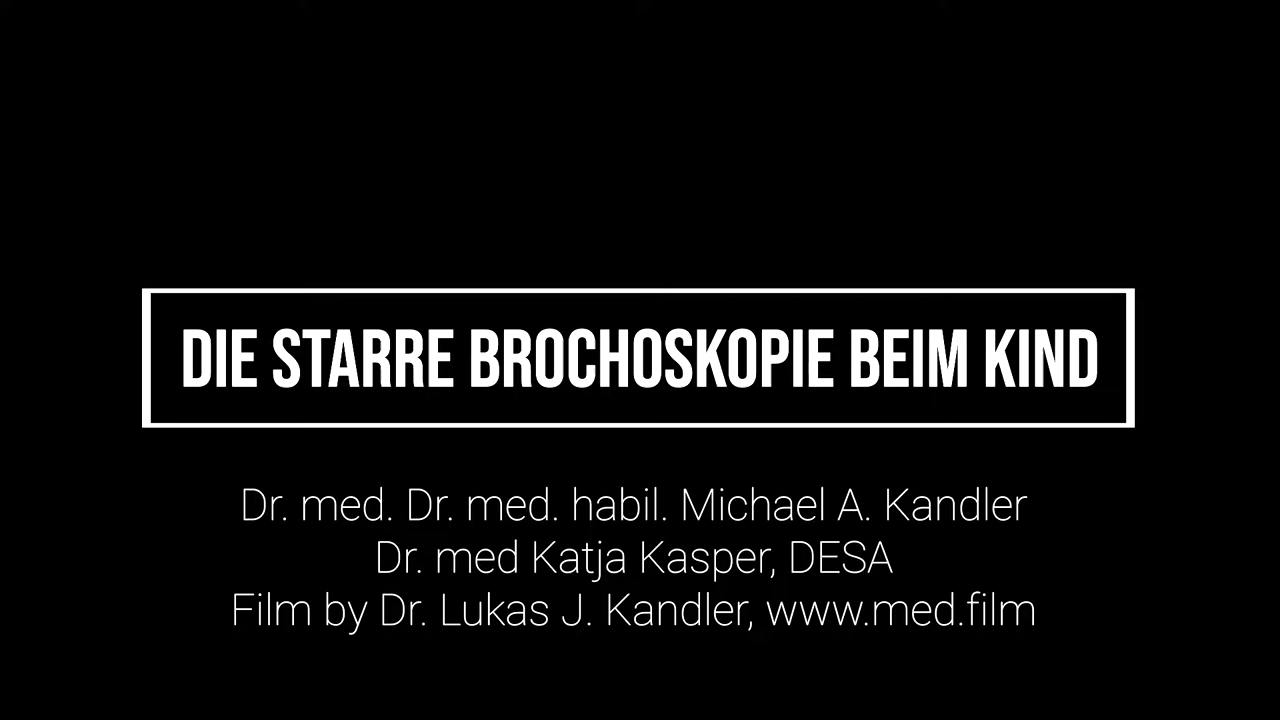 DIE STARRE BROCHOSKOPIE BEIM KIND
Dr. med. Dr. med. habil. Michael A. Kandler
Dr. med Katja Kasper, DESA
Film by Dr. Lukas J. Kandler, www.med.film